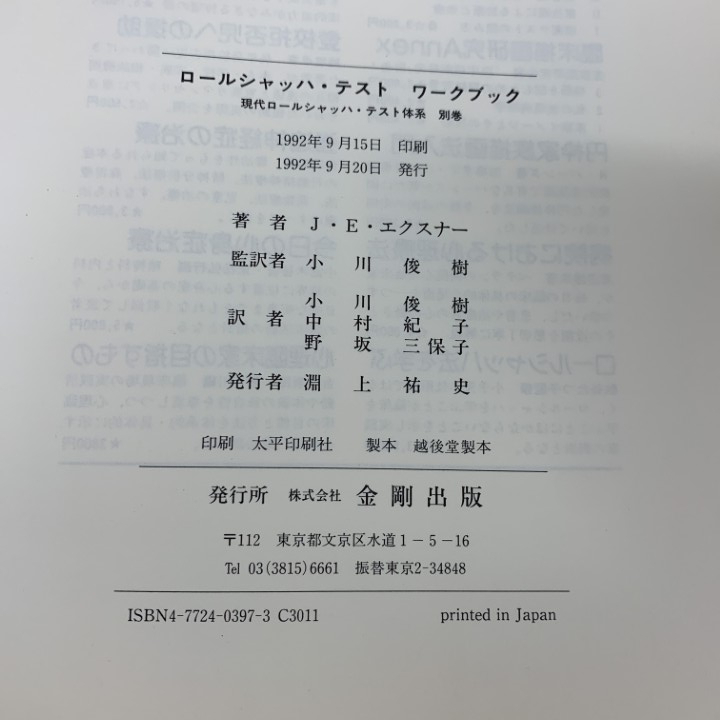 ロールシャッハ・テスト ワークブック
現代ロールシャッハ・テスト体系 別巻
1992年9月15日 印刷
1992年9月20日 発行
著者 J・E・エクスナー
監訳者 小川俊樹
小川俊樹
訳者 中村紀子
野坂三保子
発行者 淵上祐史
印刷 太平印刷社 製本 越後堂製本
発行所 株式会社 金剛出版
〒112 東京都文京区水道1-5-16
Tel 03(3815)6661 振替東京2-34848
ISBN4-7724-0397-3 C3011 printed in Japan